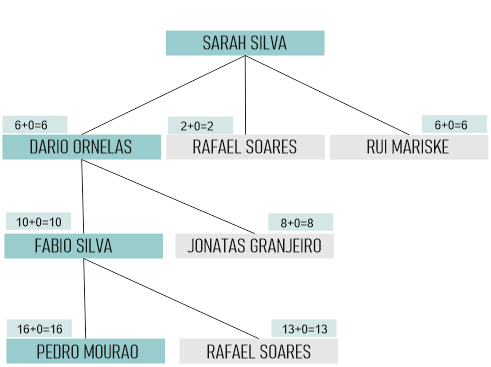 SARAH SILVA
6+0=6
2+0=2
6+0=6
DARIO ORNELAS
RAFAEL SOARES
RUI MARISKE
10+0=10
8+0=8
FABIO SILVA
JONATAS GRANJEIRO
16+0=16
13+0=13
PEDRO MOURAO
RAFAEL SOARES